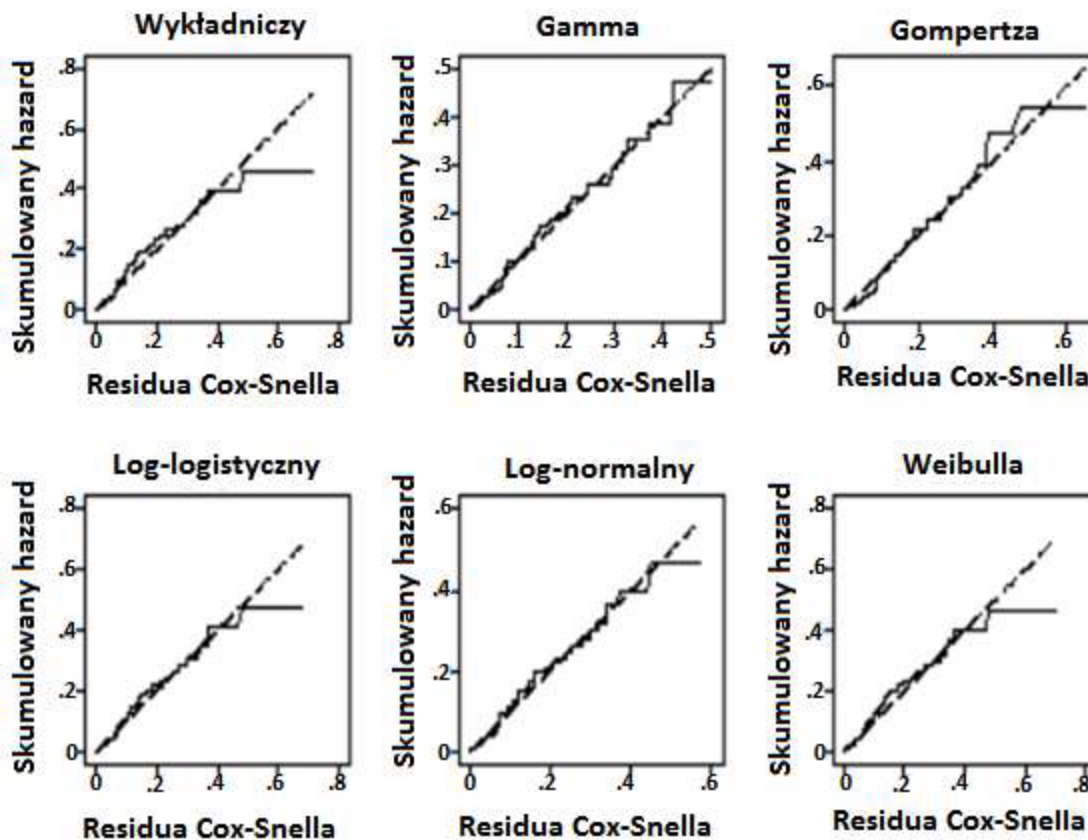 Wykładniczy
Skumulowany hazard
.8
.6
.4
.2
0
0 .2 .4 .6 .8
Residua Cox-Snella
Gamma
Skumulowany hazard
.5
.4
.3
.2
.1
0
0 .1 .2 .3 .4 .5
Residua Cox-Snella
Gompertza
Skumulowany hazard
.6
.4
.2
0
0 .2 .4 .6
Residua Cox-Snella
Log-logistyczny
Skumulowany hazard
.8
.6
.4
.2
0
0 .2 .4 .6 .8
Residua Cox-Snella
Log-normalny
Skumulowany hazard
.6
.4
.2
0
0 .2 .4 .6
Residua Cox-Snella
Weibulla
Skumulowany hazard
.8
.6
.4
.2
0
0 .2 .4 .6 .8
Residua Cox-Snella